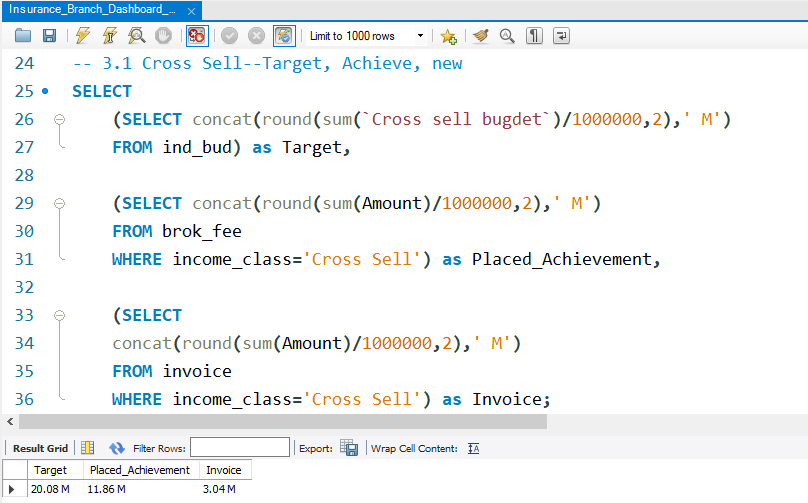 Insurance_Branch_Dashboard_...
Limit to 1000 rows
24 -- 3.1 Cross Sell--Target, Achieve, new
25 SELECT
26 (SELECT concat(round(sum(`Cross sell bugdet`)/1000000,2),' M')
27 FROM ind_bud) as Target,
28
29 (SELECT concat(round(sum(Amount)/1000000,2),' M')
30 FROM brok_fee
31 WHERE income_class='Cross Sell') as Placed_Achievement,
32
33 (SELECT
34 concat(round(sum(Amount)/1000000,2),' M')
35 FROM invoice
36 WHERE income_class='Cross Sell') as Invoice;
Result Grid Filter Rows: Export: Wrap Cell Content: IA
Target Placed_Achievement Invoice
20.08 M 11.86 M 3.04 M